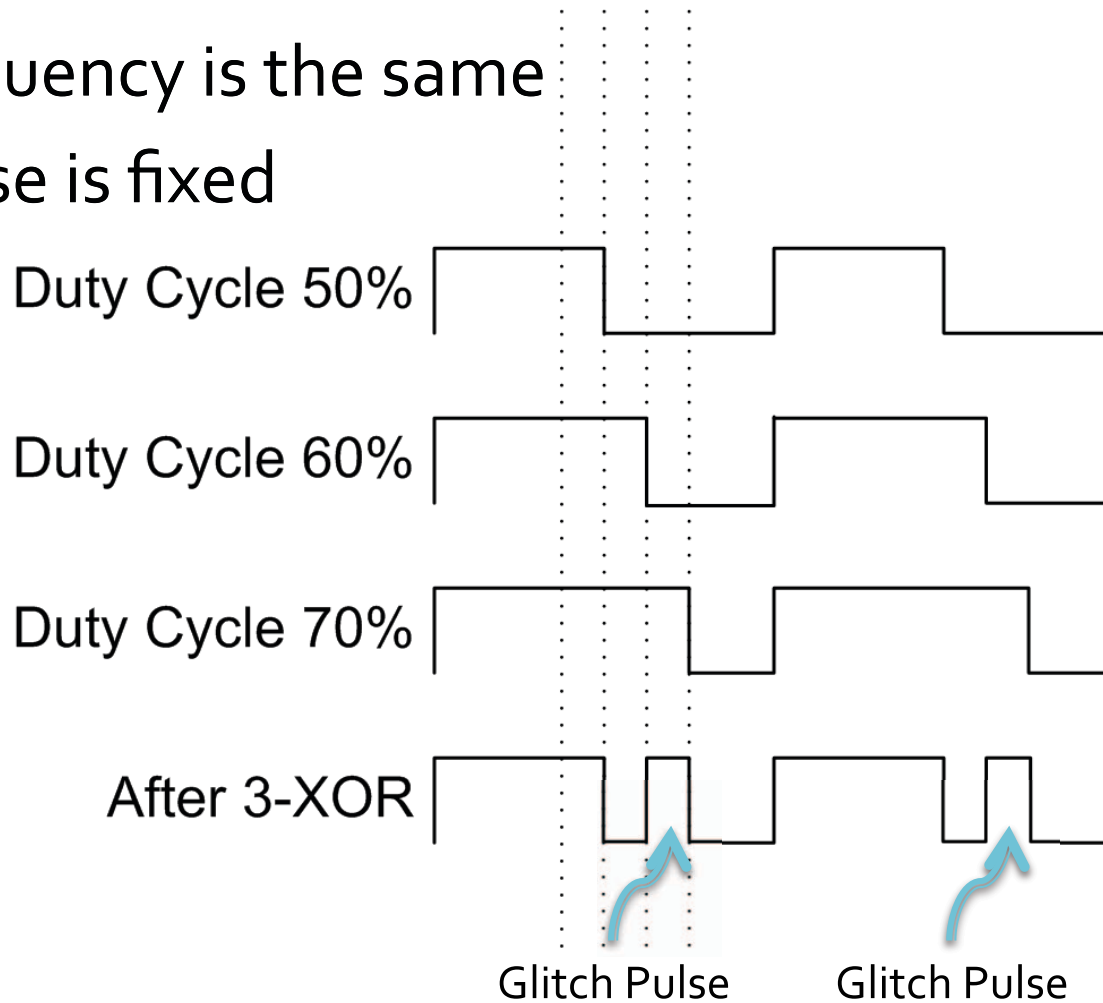 uency is the same
se is fixed
Duty Cycle 50%
Duty Cycle 60%
Duty Cycle 70%
After 3-XOR
Glitch Pulse Glitch Pulse